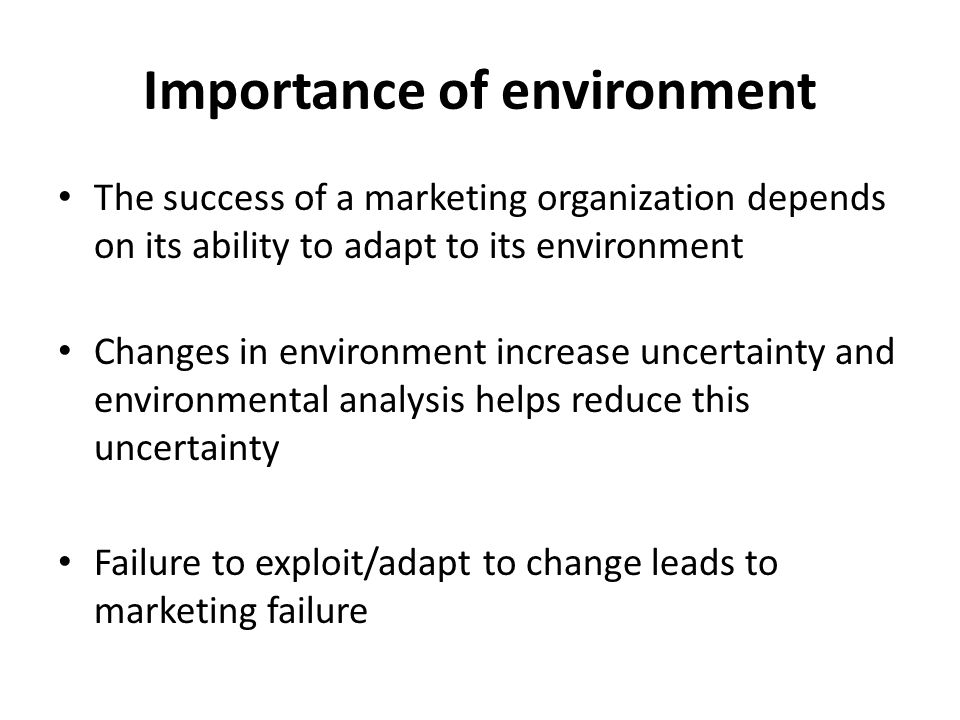 Importance of environment
• The success of a marketing organization depends
on its ability to adapt to its environment
• Changes in environment increase uncertainty and
environmental analysis helps reduce this
uncertainty
• Failure to exploit/adapt to change leads to
marketing failure